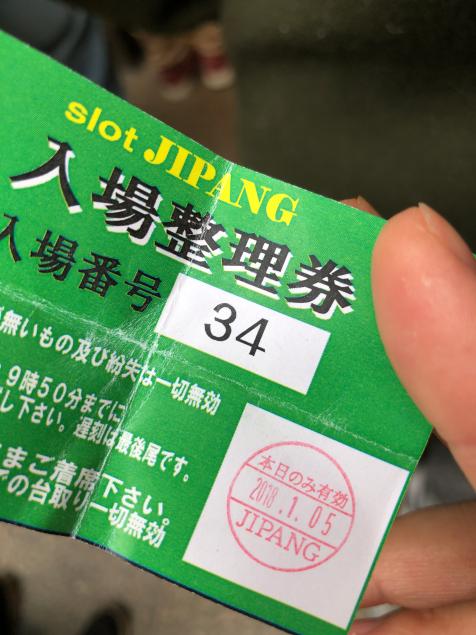 slot JIPANG
入場整理券
入場番号
34
無いもの及び紛失は一切無効
9時50分までに
下さい。遅刻は最後尾です。
まご着席下さい。
の台取り一切無効
本日のみ有効
2018.1.05
JIPANG